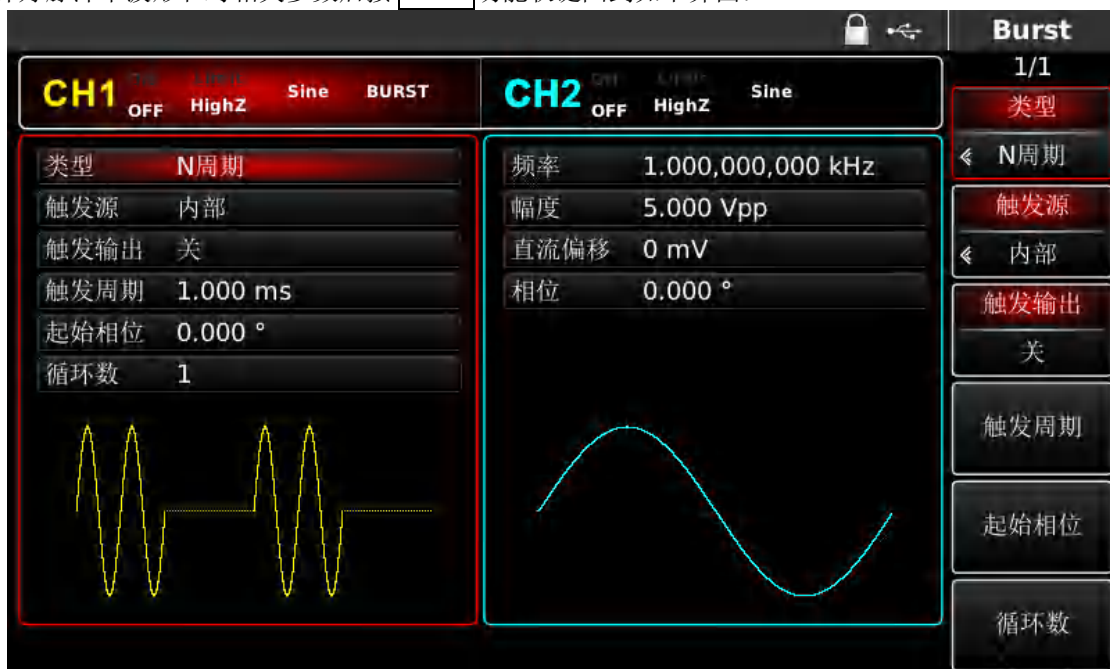 Burst
1/1
CH1 OFF HighZ Sine BURST
CH2 OFF HighZ Sine
类型 N周期
触发源 内部
触发输出 关
触发周期 1.000 ms
起始相位 0.000 °
循环数 1
频率 1.000,000,000 kHz
幅度 5.000 Vpp
直流偏移 0 mV
相位 0.000 °
类型
N周期
触发源
内部
触发输出
关
触发周期
起始相位
循环数